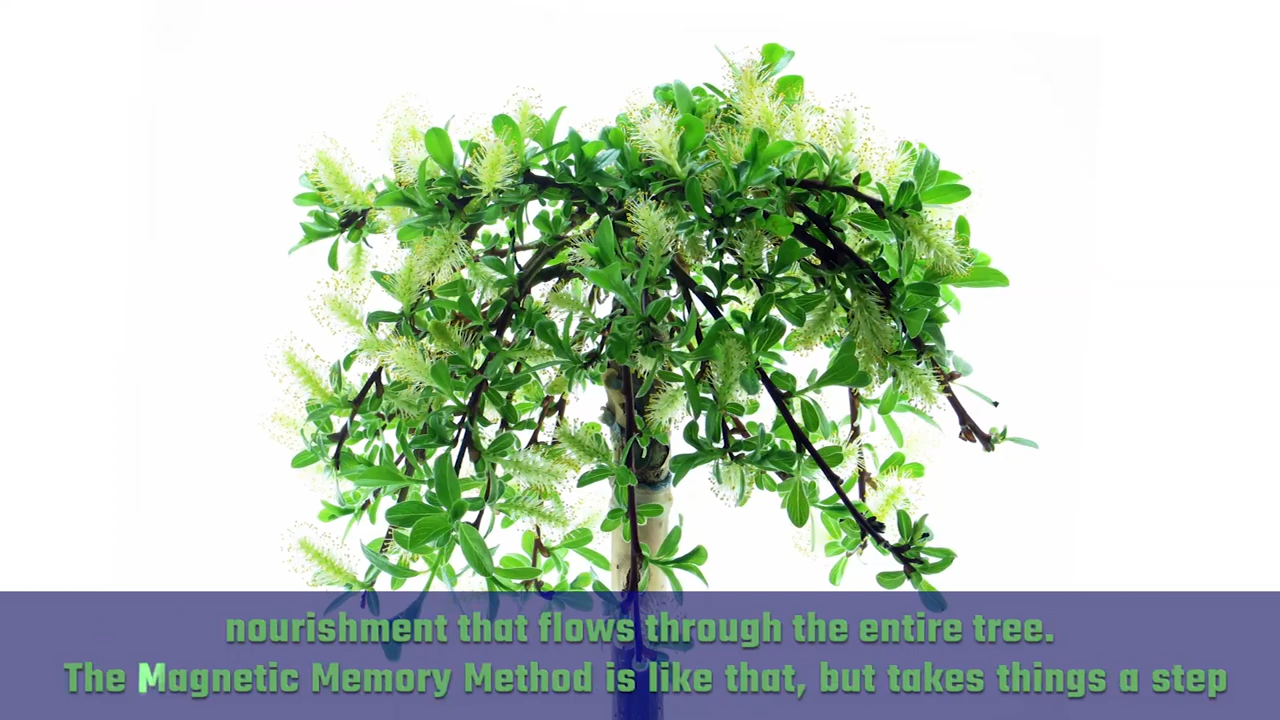 nourishment that flows through the entire tree.
The Magnetic Memory Method is like that, but takes things a step